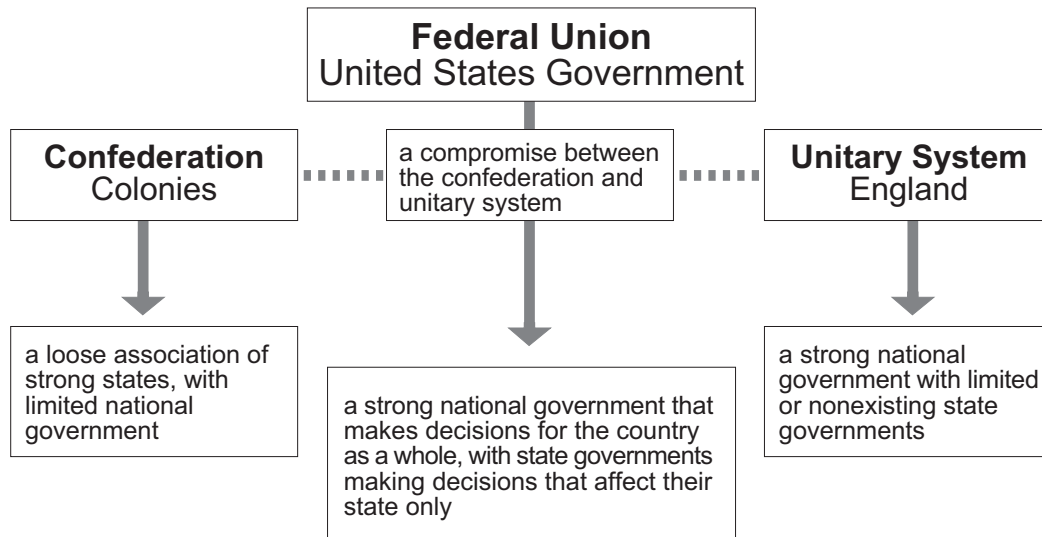 Federal Union
United States Government
Confederation
Colonies
a compromise between
the confederation and
unitary system
Unitary System
England
a loose association of
strong states, with
limited national
government
a strong national government that
makes decisions for the country
as a whole, with state governments
making decisions that affect their
state only
a strong national
government with limited
or nonexisting state
governments